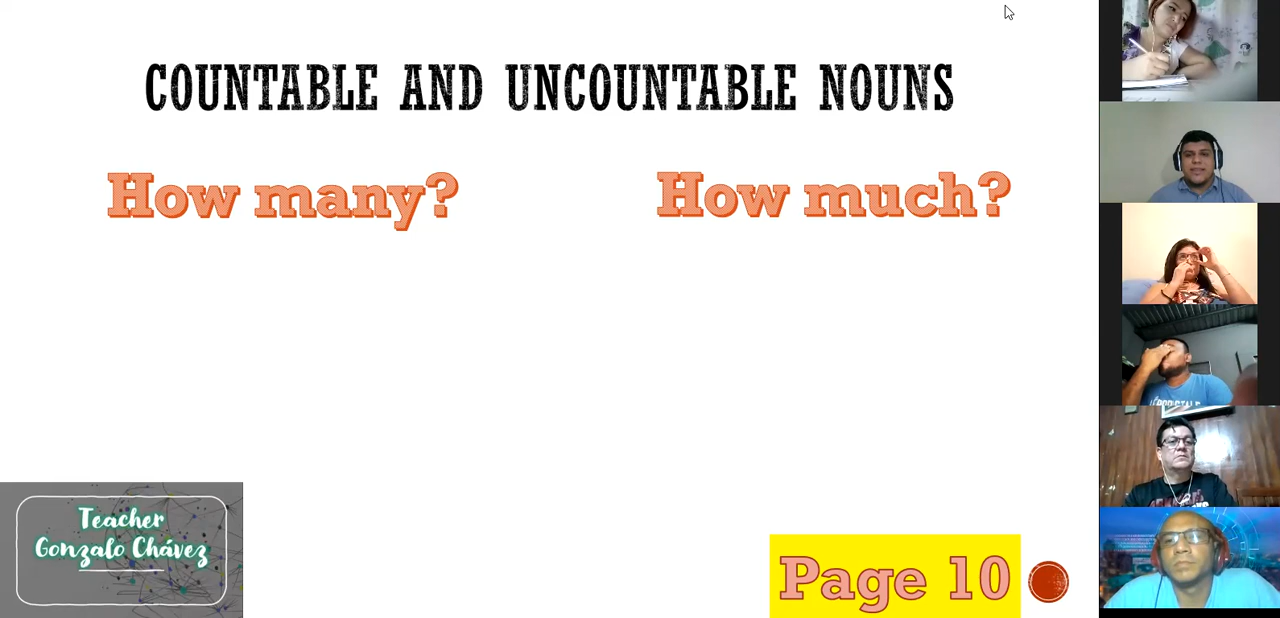 COUNTABLE AND UNCOUNTABLE NOUNS
How many?
How much?
Teacher
Gonzalo Chávez
Page 10